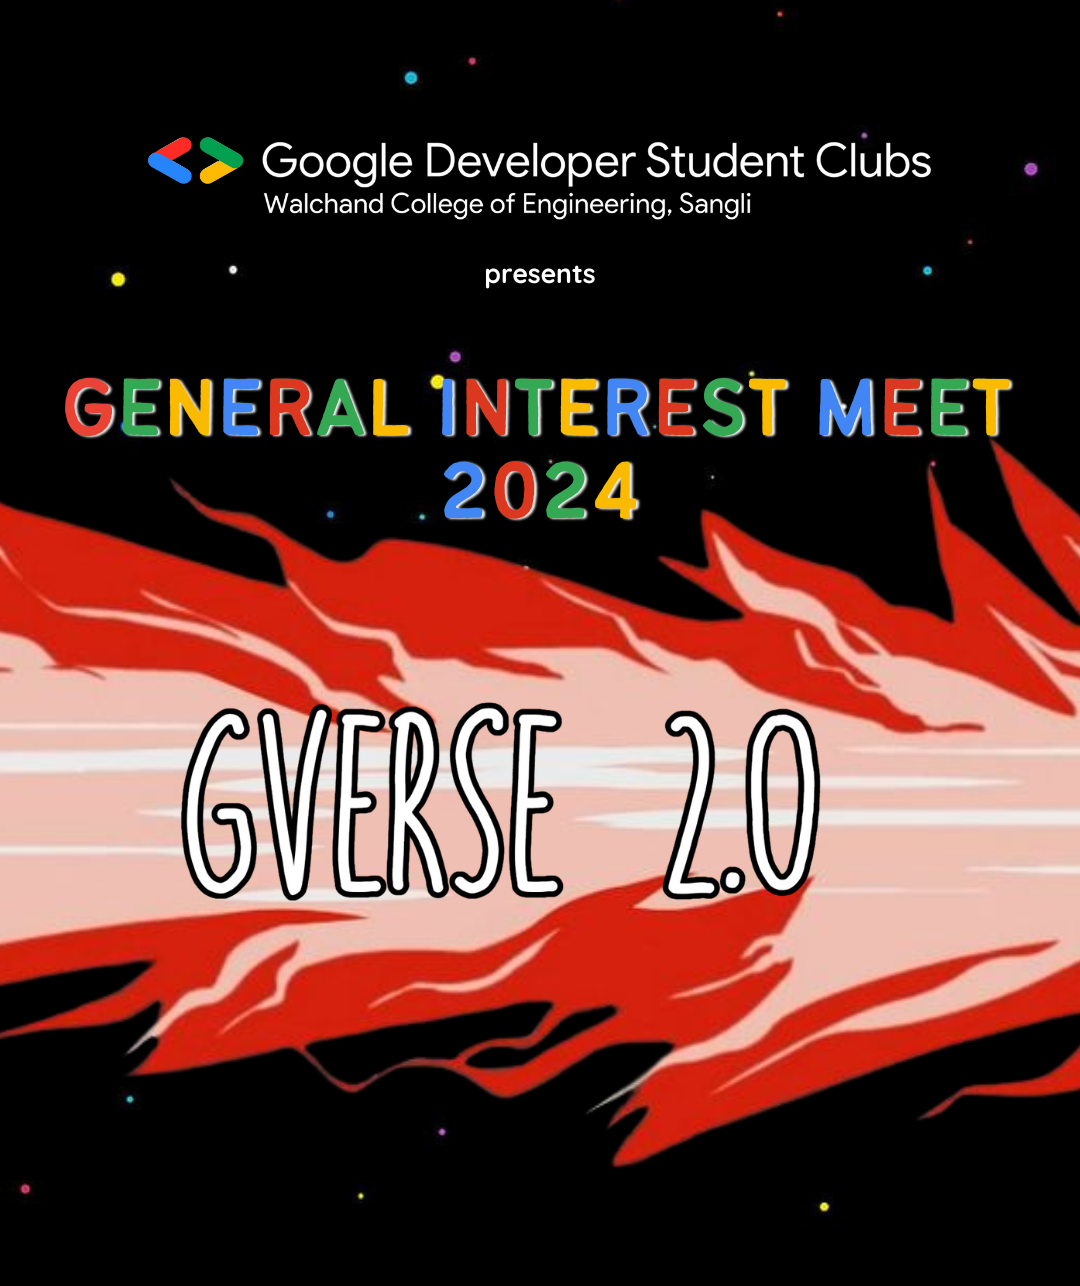 Google Developer Student Clubs
Walchand College of Engineering, Sangli
presents
GENERAL INTEREST MEET
2024
GVERSE 2.0